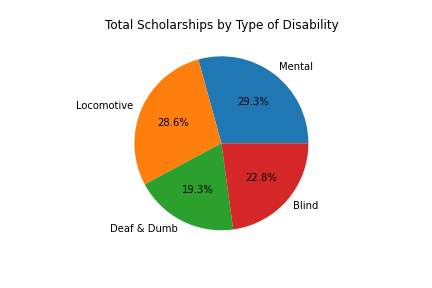 Total Scholarships by Type of Disability
Mental
29.3%
Locomotive
28.6%
19.3%
Deaf & Dumb
22.8%
Blind